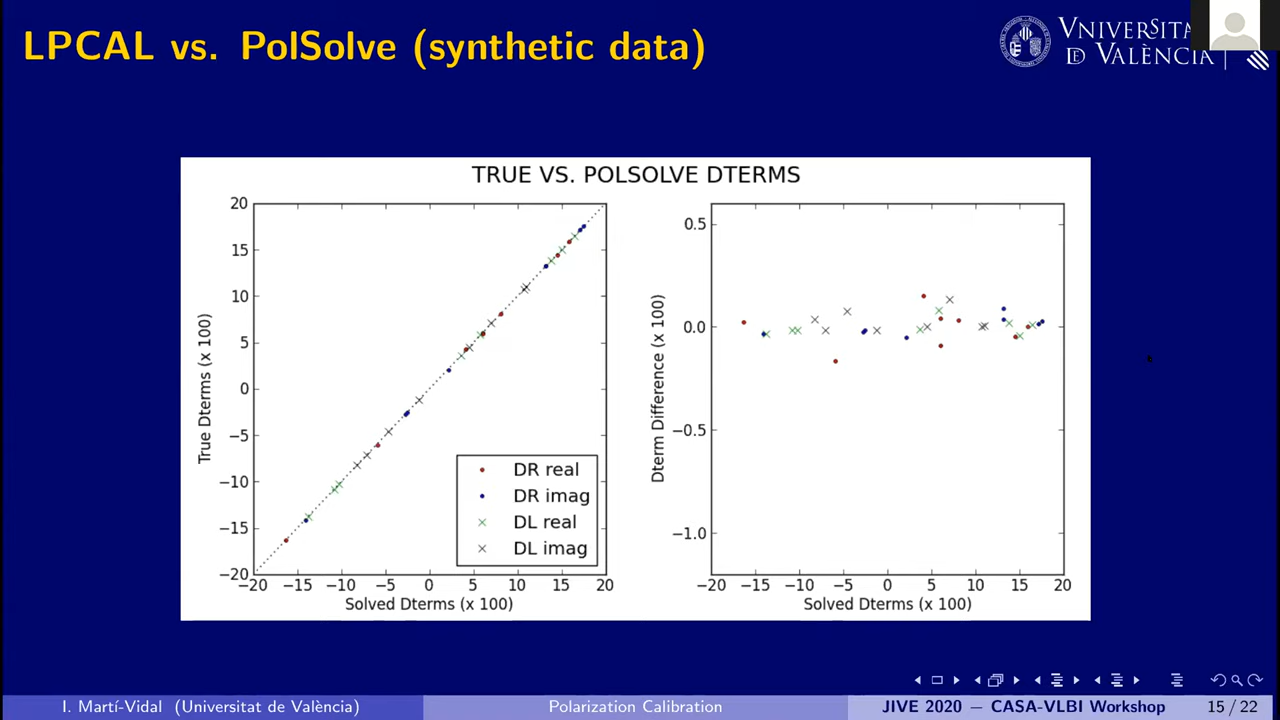 LPCAL vs. PolSolve (synthetic data)
VNIVERSITAT
DE VALÈNCIA
TRUE VS. POLSOLVE DTERMS
20
15
10
5
0
−5
−10
−15
−20
True Dterms (x 100)
−20 −15 −10 −5 0 5 10 15 20
Solved Dterms (x 100)
DR real
DR imag
DL real
DL imag
0.5
0.0
−0.5
−1.0
Dterm Difference (x 100)
−20 −15 −10 −5 0 5 10 15 20
Solved Dterms (x 100)
I. Martí-Vidal (Universitat de València)
Polarization Calibration
JIVE 2020 − CASA-VLBI Workshop
15 / 22